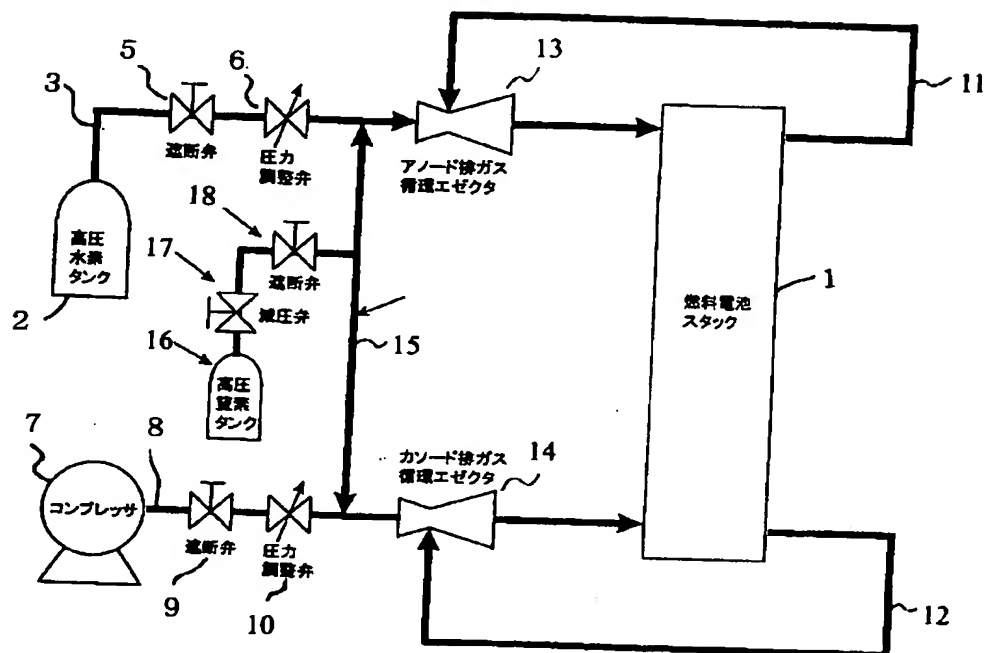 5
6
13
11
3
遮断弁
圧力
調整弁
アノード排ガス
循環エゼクタ
18
高圧
水素
タンク
17
遮断弁
2
減圧弁
1
燃料電池
スタック
16
15
高圧
窒素
タンク
7
8
カソード排ガス
循環エゼクタ
14
コンプレッサ
遮断弁
圧力
調整弁
9
10
12